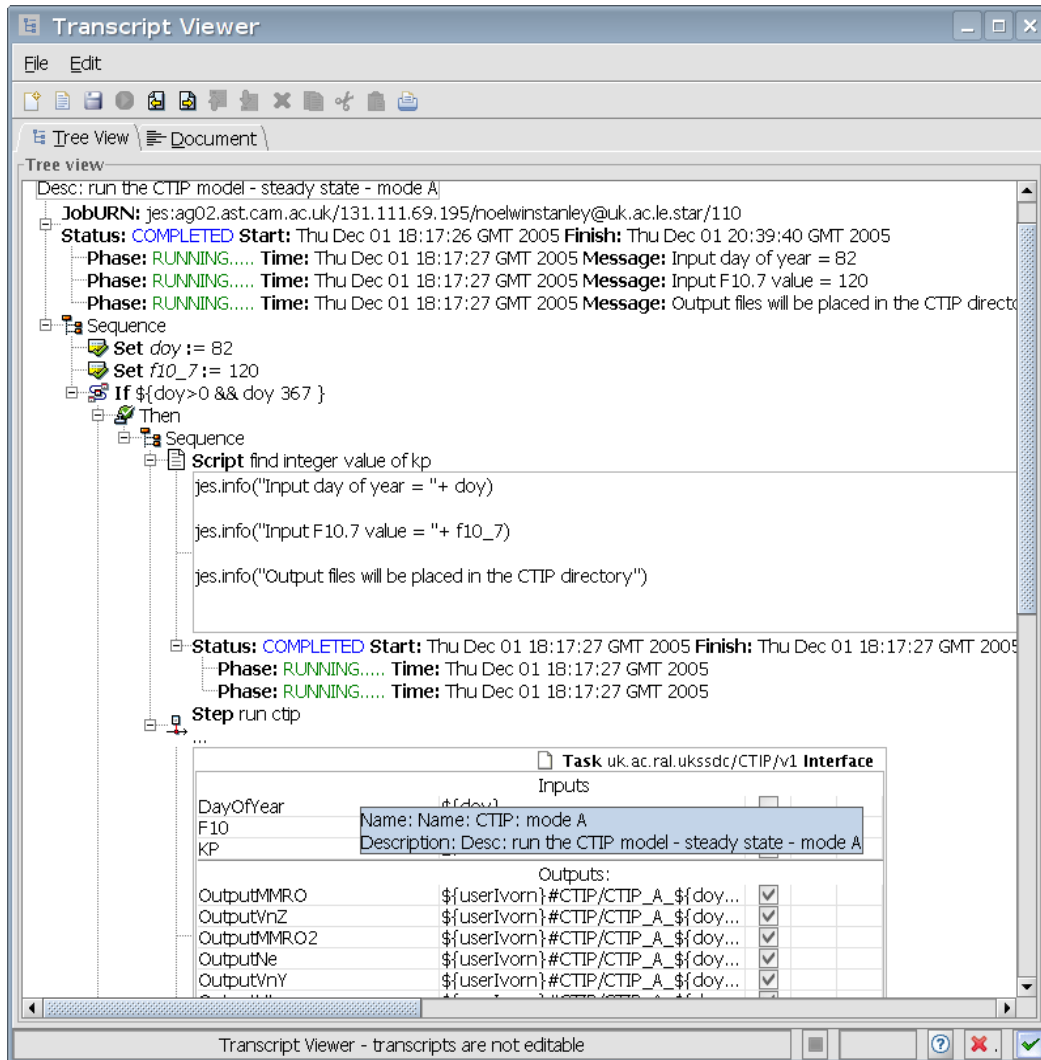 Transcript Viewer
File Edit
Tree View Document
Tree view
Desc: run the CTIP model - steady state - mode A
JobURN: jes:ag02.ast.cam.ac.uk/131.111.69.195/noelwinstanley@uk.ac.le.star/110
Status: COMPLETED Start: Thu Dec 01 18:17:26 GMT 2005 Finish: Thu Dec 01 20:39:40 GMT 2005
Phase: RUNNING..... Time: Thu Dec 01 18:17:27 GMT 2005 Message: Input day of year = 82
Phase: RUNNING..... Time: Thu Dec 01 18:17:27 GMT 2005 Message: Input F10.7 value = 120
Phase: RUNNING..... Time: Thu Dec 01 18:17:27 GMT 2005 Message: Output files will be placed in the CTIP directo
Sequence
Set doy := 82
Set f10_7 := 120
If ${doy>0 && doy 367 }
Then
Sequence
Script find integer value of kp
jes.info("Input day of year = "+ doy)
jes.info("Input F10.7 value = "+ f10_7)
jes.info("Output files will be placed in the CTIP directory")
Status: COMPLETED Start: Thu Dec 01 18:17:27 GMT 2005 Finish: Thu Dec 01 18:17:27 GMT 2005
Phase: RUNNING..... Time: Thu Dec 01 18:17:27 GMT 2005
Phase: RUNNING..... Time: Thu Dec 01 18:17:27 GMT 2005
Step run ctip
...
Task uk.ac.ral.ukssdc/CTIP/v1 Interface
Inputs
DayOfYear ${doy}
F10
KP
Name: Name: CTIP: mode A
Description: Desc: run the CTIP model - steady state - mode A
Outputs:
OutputMMRO ${userIvorn}#CTIP/CTIP_A_${doy...
OutputVnZ ${userIvorn}#CTIP/CTIP_A_${doy...
OutputMMRO2 ${userIvorn}#CTIP/CTIP_A_${doy...
OutputNe ${userIvorn}#CTIP/CTIP_A_${doy...
OutputVnY ${userIvorn}#CTIP/CTIP_A_${doy...
Transcript Viewer - transcripts are not editable